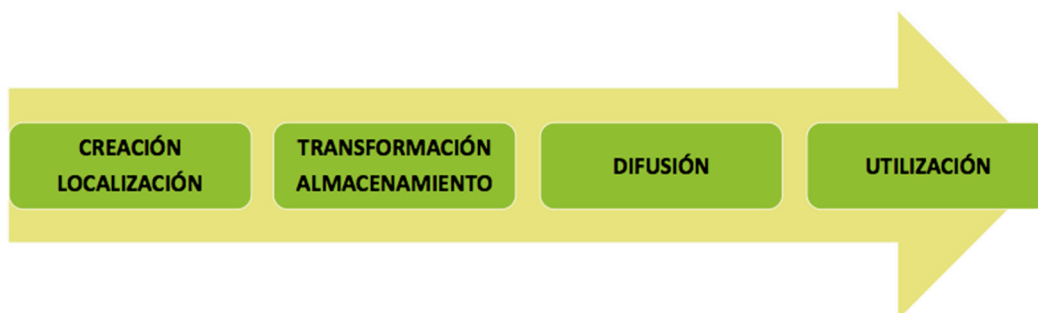 CREACIÓN
LOCALIZACIÓN
TRANSFORMACIÓN
ALMACENAMIENTO
DIFUSIÓN
UTILIZACIÓN